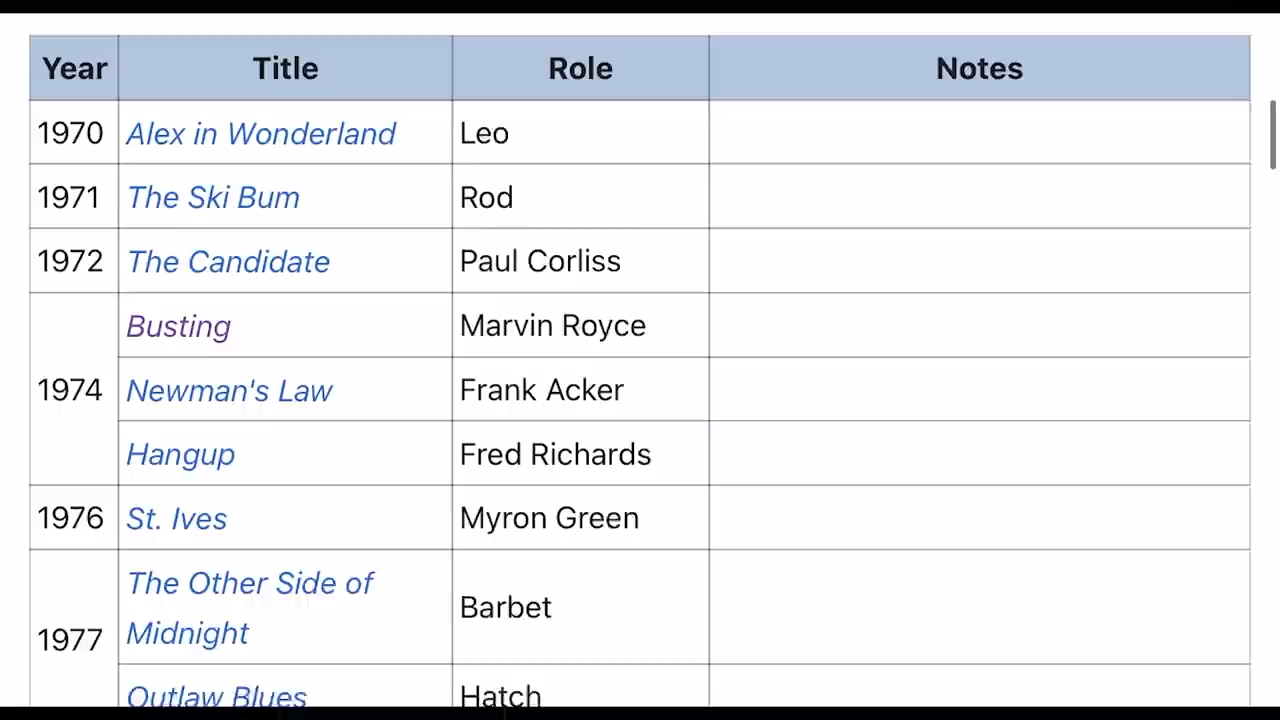 Year Title Role Notes
1970 Alex in Wonderland Leo
1971 The Ski Bum Rod
1972 The Candidate Paul Corliss
1974 Busting Marvin Royce
Newman's Law Frank Acker
Hangup Fred Richards
1976 St. Ives Myron Green
1977 The Other Side of
Midnight Barbet
Outlaw Blues Hatch